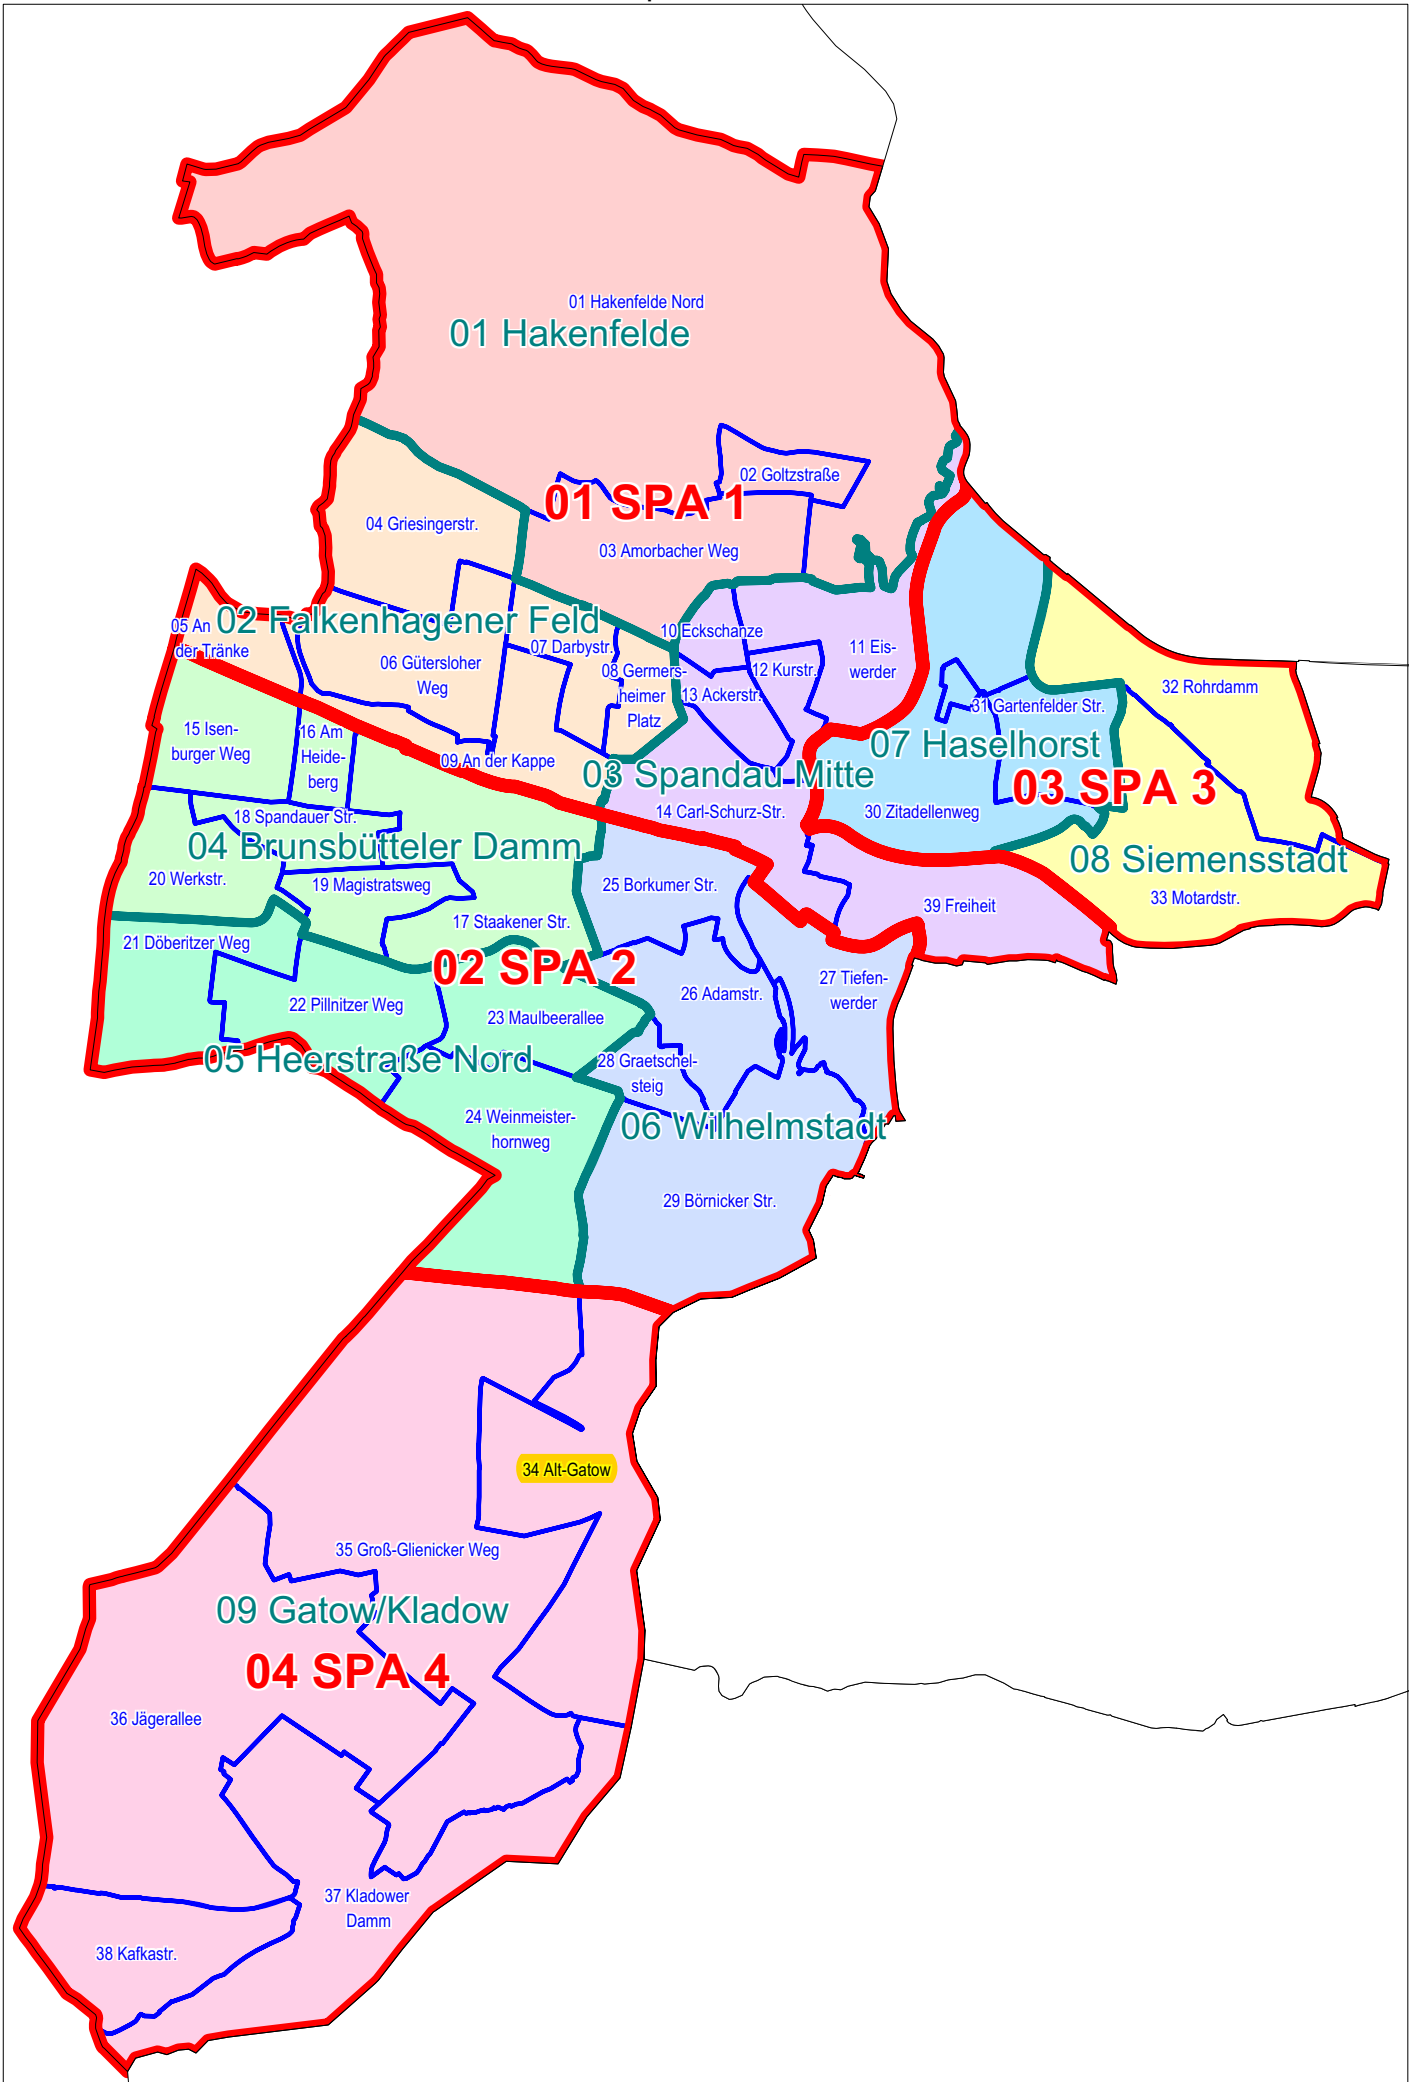 01 Hakenfelde Nord
01 Hakenfelde
02 Goltzstraße
01 SPA 1
04 Griesingerstr.
03 Amorbacher Weg
02 Falkenhagener Feld
05 An
der Tränke
10 Eckschanze
07 Darbystr.
11 Eis-
werder
06 Gütersloher
Weg
08 Germers-
heimer
Platz
12 Kurstr.
13 Ackerstr.
32 Rohrdamm
31 Gartenfelder Str.
15 Isen-
burger Weg
16 Am
Heide-
berg
07 Haselhorst
09 An der Kappe
03 Spandau Mitte
03 SPA 3
14 Carl-Schurz-Str.
30 Zitadellenweg
18 Spandauer Str.
04 Brunsbütteler Damm
08 Siemensstadt
20 Werkstr.
19 Magistratsweg
25 Borkumer Str.
33 Motardstr.
39 Freiheit
17 Staakener Str.
21 Döberitzer Weg
02 SPA 2
27 Tiefen-
werder
26 Adamstr.
22 Pillnitzer Weg
23 Maulbeerallee
05 Heerstraße Nord
28 Graetschel-
steig
24 Weinmeister-
hornweg
06 Wilhelmstadt
29 Börnicker Str.
34 Alt-Gatow
35 Groß-Glienicker Weg
09 Gatow/Kladow
04 SPA 4
36 Jägerallee
37 Kladower
Damm
38 Kafkastr.